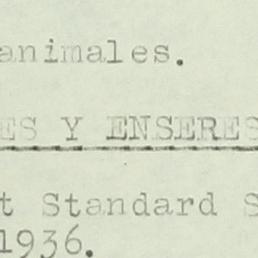 animales.
ES Y ENSERES
t Standard S
1936.